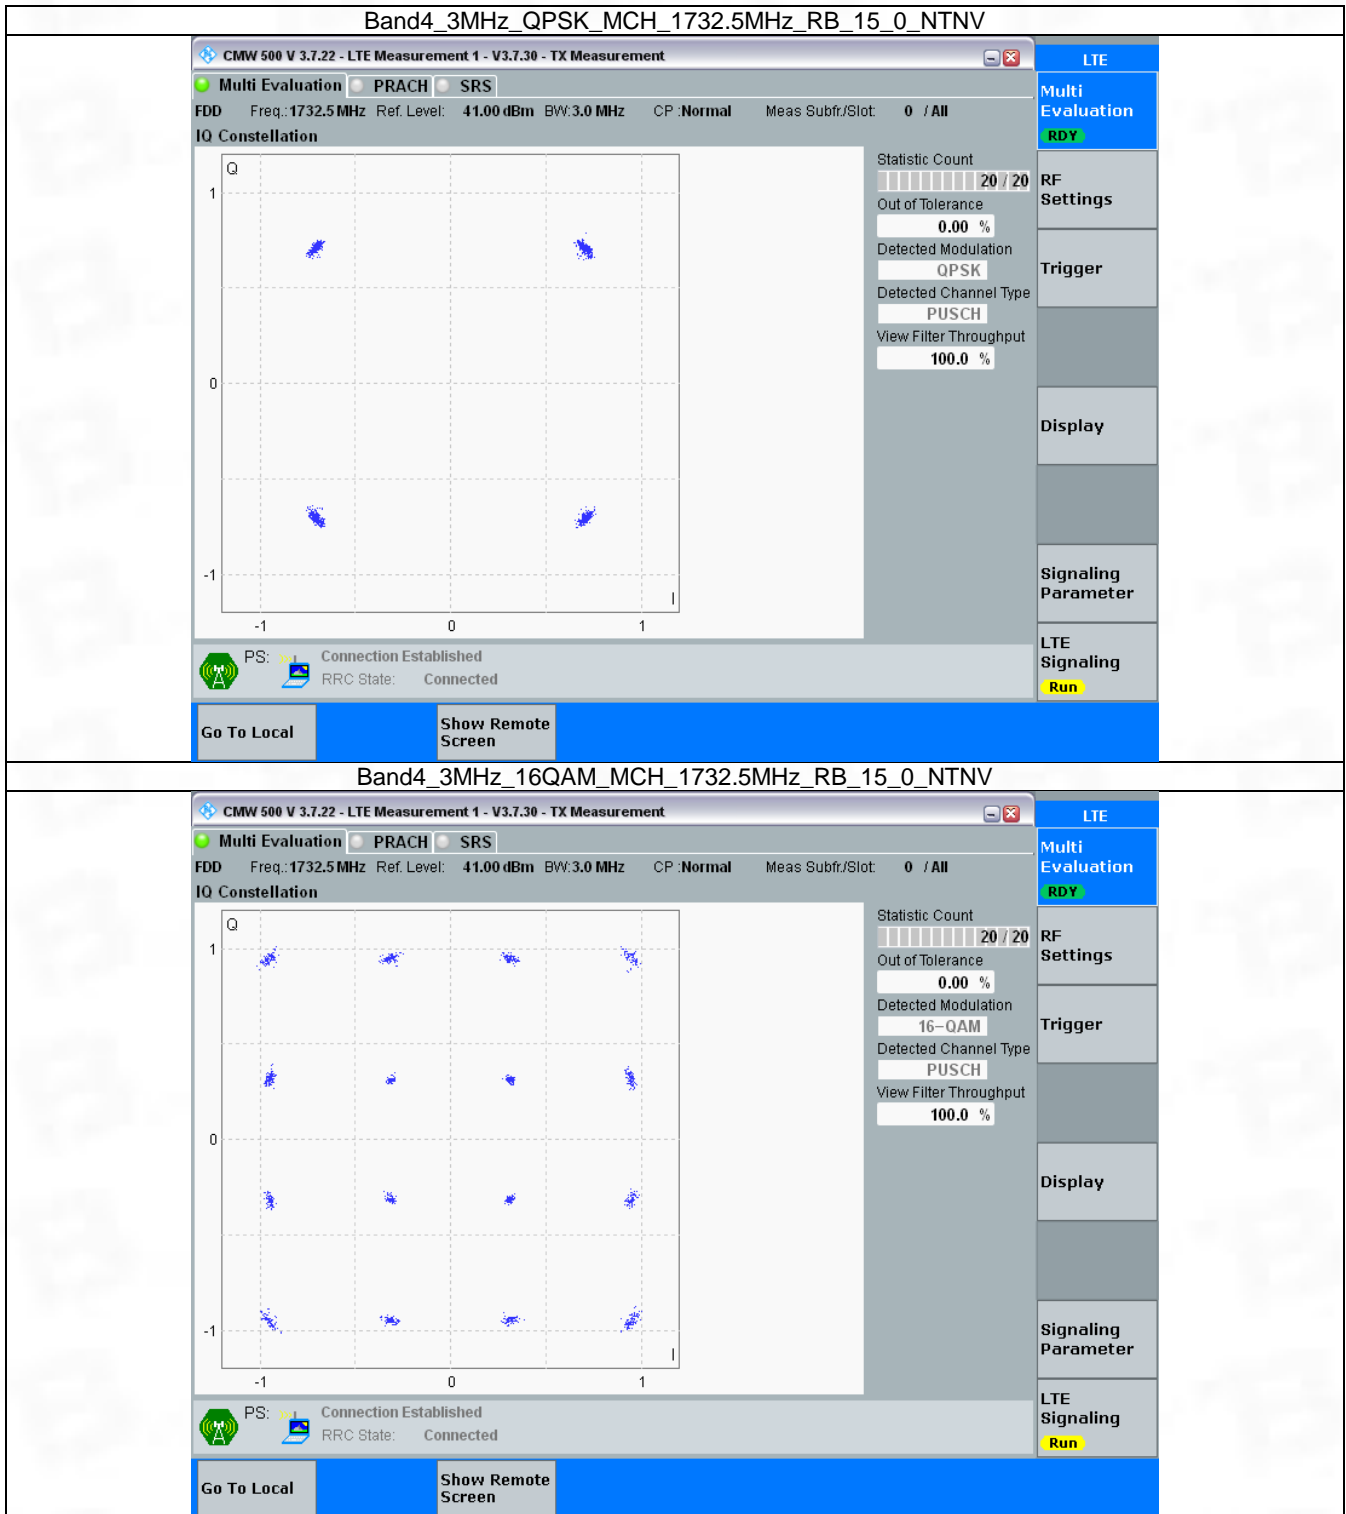 Band4_3MHz_QPSK_MCH_1732.5MHz_RB_15_0_NTNV
CMW 500 V 3.7.22 - LTE Measurement 1 - V3.7.30 - TX Measurement
LTE
Multi Evaluation PRACH SRS
Multi
Evaluation
RDY
FDD Freq.: 1732.5 MHz Ref. Level: 41.00 dBm BW: 3.0 MHz CP : Normal Meas Subfr./Slot: 0 / All
IQ Constellation
Q
1
0
-1
I
-1 0 1
Statistic Count
20 / 20
Out of Tolerance
0.00 %
Detected Modulation
QPSK
Detected Channel Type
PUSCH
View Filter Throughput
100.0 %
RF
Settings
Trigger
Display
Signaling
Parameter
LTE
Signaling
Run
PS: Connection Established
RRC State: Connected
Go To Local
Show Remote
Screen
Band4_3MHz_16QAM_MCH_1732.5MHz_RB_15_0_NTNV
CMW 500 V 3.7.22 - LTE Measurement 1 - V3.7.30 - TX Measurement
LTE
Multi Evaluation PRACH SRS
Multi
Evaluation
RDY
FDD Freq.: 1732.5 MHz Ref. Level: 41.00 dBm BW: 3.0 MHz CP : Normal Meas Subfr./Slot: 0 / All
IQ Constellation
Q
1
0
-1
I
-1 0 1
Statistic Count
20 / 20
Out of Tolerance
0.00 %
Detected Modulation
16-QAM
Detected Channel Type
PUSCH
View Filter Throughput
100.0 %
RF
Settings
Trigger
Display
Signaling
Parameter
LTE
Signaling
Run
PS: Connection Established
RRC State: Connected
Go To Local
Show Remote
Screen